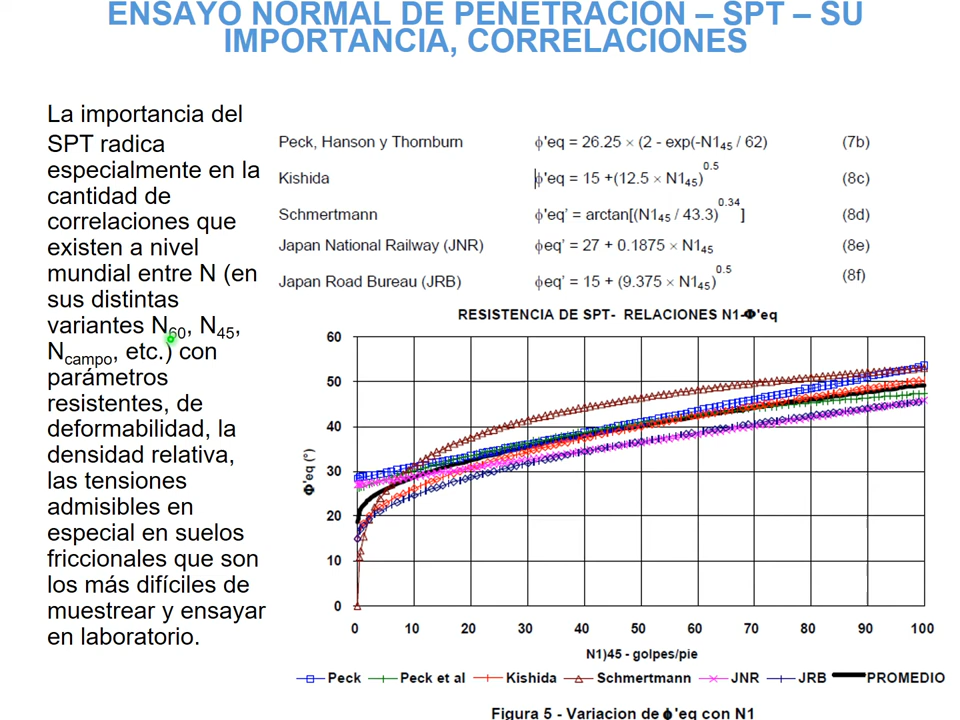 ENSAYO NORMAL DE PENETRACION – SPT – SU
IMPORTANCIA, CORRELACIONES
La importancia del
SPT radica
especialmente en la
cantidad de
correlaciones que
existen a nivel
mundial entre N (en
sus distintas
variantes N60, N45,
Ncampo, etc.) con
parámetros
resistentes, de
deformabilidad, la
densidad relativa,
las tensiones
admisibles en
especial en suelos
friccionales que son
los más difíciles de
muestrear y ensayar
en laboratorio.
Peck, Hanson y Thornburn ϕ'eq = 26.25 × (2 - exp(-N1₄₅ / 62) (7b)
Kishida ϕ'eq = 15 +(12.5 × N1₄₅)^0.5 (8c)
Schmertmann ϕ'eq' = arctan[(N1₄₅ / 43.3)^0.34] (8d)
Japan National Railway (JNR) ϕeq' = 27 + 0.1875 × N1₄₅ (8e)
Japan Road Bureau (JRB) ϕeq' = 15 + (9.375 × N1₄₅)^0.5 (8f)
RESISTENCIA DE SPT- RELACIONES N1-Φ'eq
60
50
40
30
20
10
0
Φ'eq (°)
0 10 20 30 40 50 60 70 80 90 100
N1)45 - golpes/pie
Peck Peck et al Kishida Schmertmann JNR JRB PROMEDIO
Figura 5 - Variacion de ϕ'eq con N1